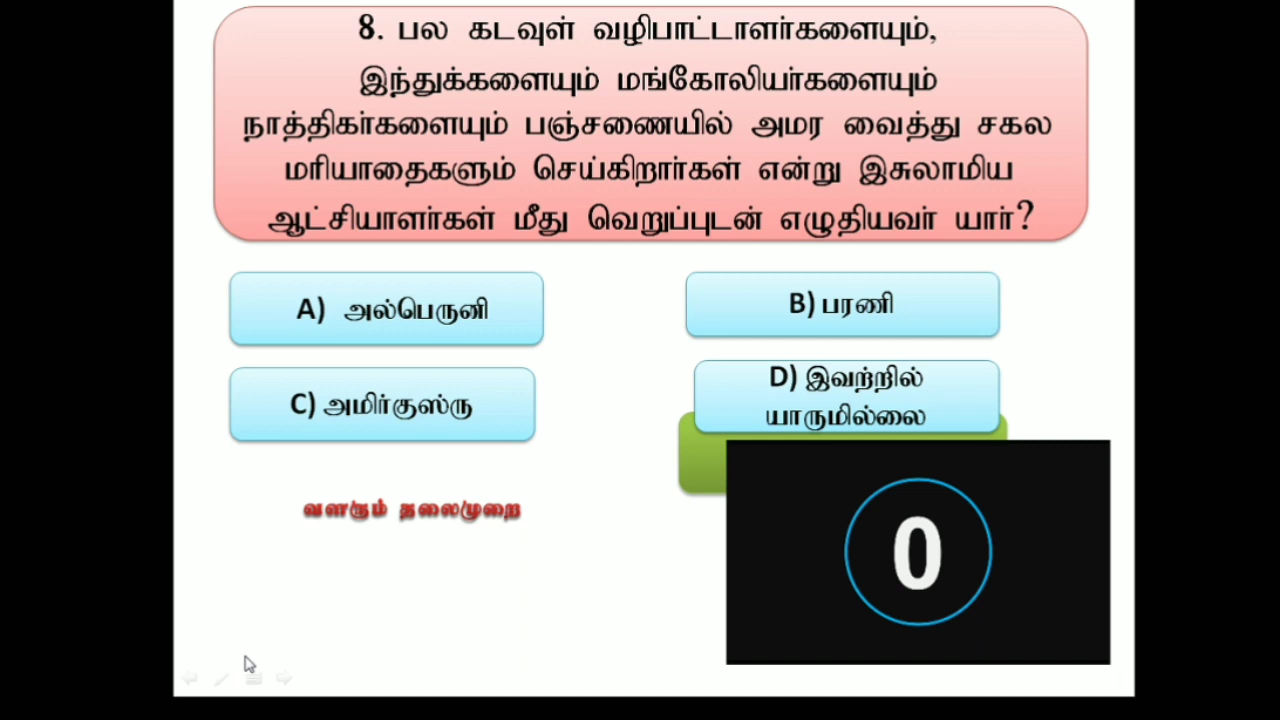 8. பல கடவுள் வழிபாட்டாளர்களையும்,
இந்துக்களையும் மங்கோலியர்களையும்
நாத்திகர்களையும் பஞ்சணையில் அமர வைத்து சகல
மரியாதைகளும் செய்கிறார்கள் என்று இசுலாமிய
ஆட்சியாளர்கள் மீது வெறுப்புடன் எழுதியவர் யார்?
A) அல்பெருனி
B) பரணி
C) அமிர்குஸ்ரு
D) இவற்றில்
யாருமில்லை
வளரும் தலைமுறை
0